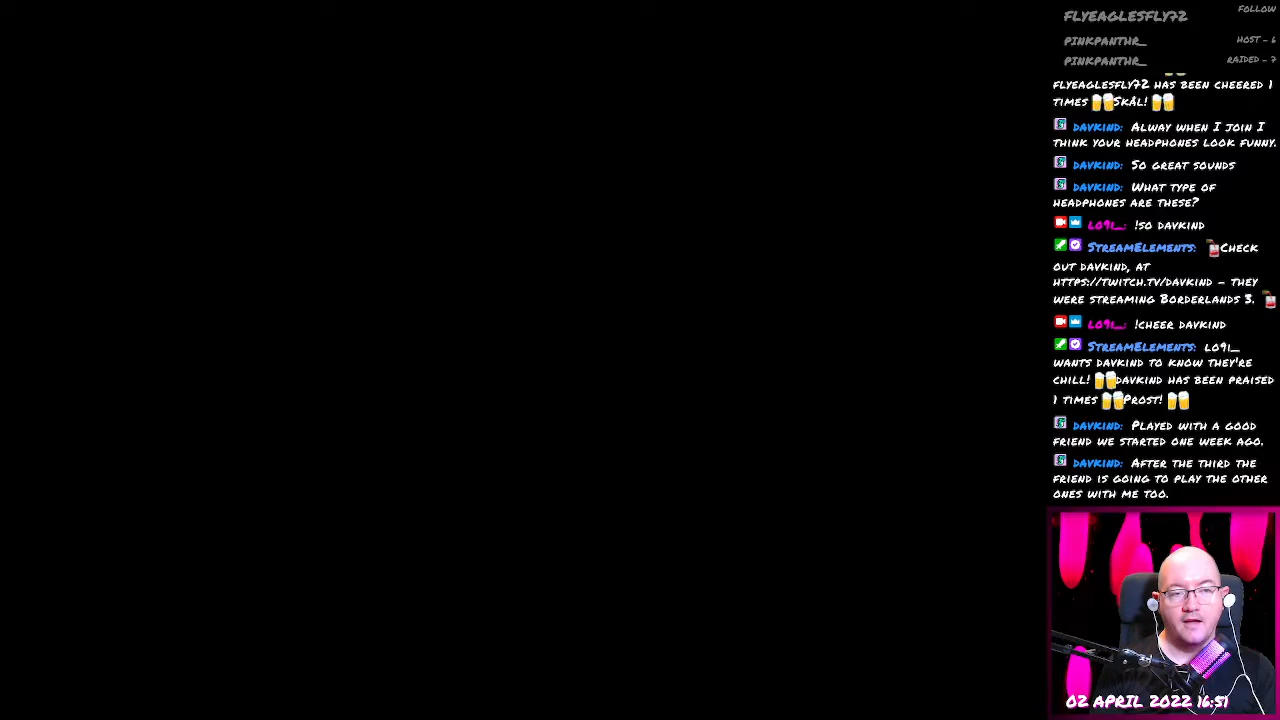 FLYEAGLESFLY72 FOLLOW
PINKPANTHR_ HOST - 6
PINKPANTHR_ RAIDED - 7
FLYEAGLESFLY72 HAS BEEN CHEERED 1
TIMES SKÅL!
DAVKIND: ALWAY WHEN I JOIN I
THINK YOUR HEADPHONES LOOK FUNNY.
DAVKIND: SO GREAT SOUNDS
DAVKIND: WHAT TYPE OF
HEADPHONES ARE THESE?
LO9I_: !SO DAVKIND
STREAMELEMENTS: CHECK
OUT DAVKIND, AT
HTTPS://TWITCH.TV/DAVKIND - THEY
WERE STREAMING BORDERLANDS 3.
LO9I_: !CHEER DAVKIND
STREAMELEMENTS: LO9I_
WANTS DAVKIND TO KNOW THEY'RE
CHILL! DAVKIND HAS BEEN PRAISED
1 TIMES PROST!
DAVKIND: PLAYED WITH A GOOD
FRIEND WE STARTED ONE WEEK AGO.
DAVKIND: AFTER THE THIRD THE
FRIEND IS GOING TO PLAY THE OTHER
ONES WITH ME TOO.
02 APRIL 2022 16:51